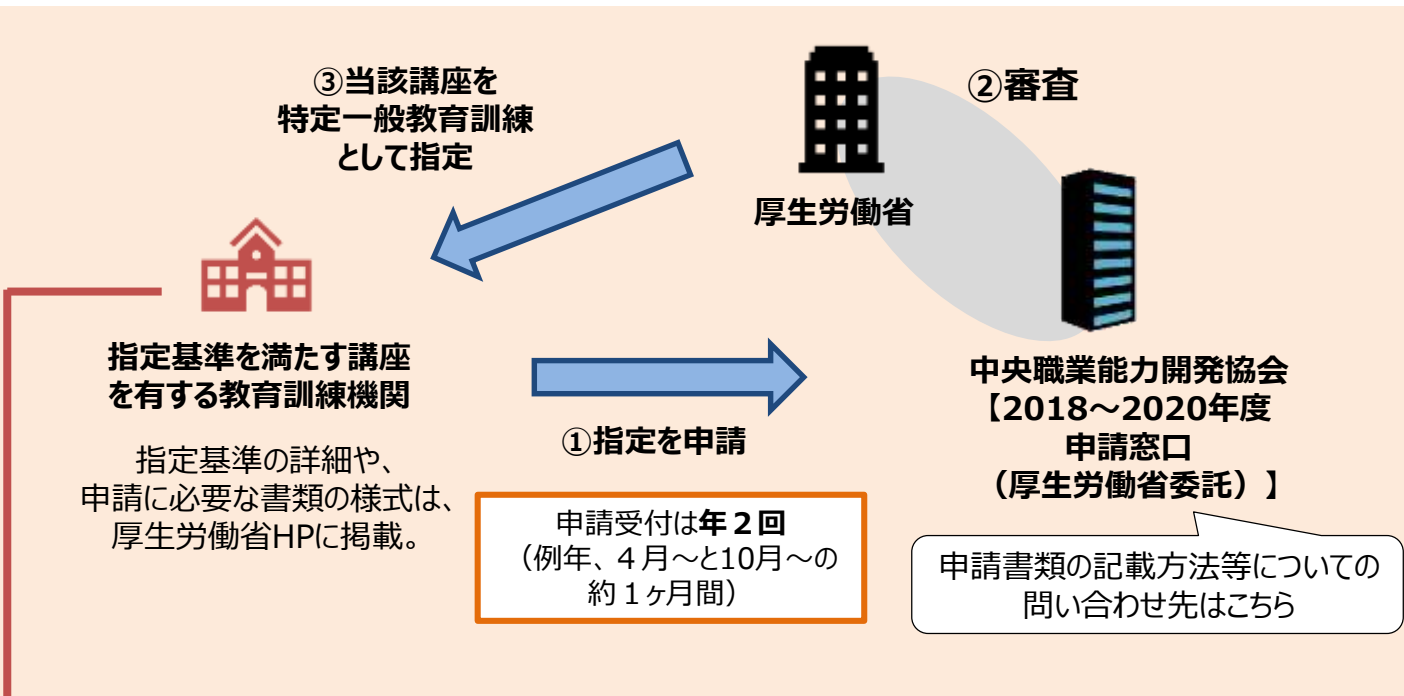 ③当該講座を
特定一般教育訓練
として指定
②審査
厚生労働省
指定基準を満たす講座
を有する教育訓練機関
指定基準の詳細や、
申請に必要な書類の様式は、
厚生労働省HPに掲載。
①指定を申請
申請受付は年２回
（例年、４月～と10月～の
約１ヶ月間）
中央職業能力開発協会
【2018～2020年度
申請窓口
（厚生労働省委託）】
申請書類の記載方法等についての
問い合わせ先はこちら